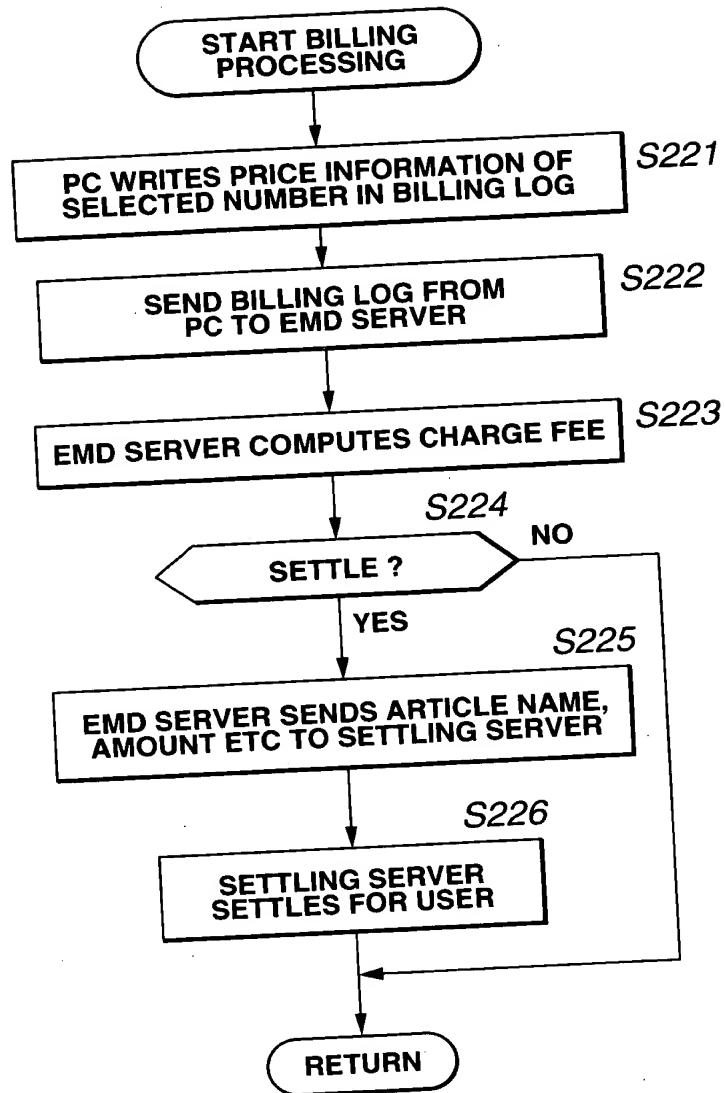 START BILLING
PROCESSING
S221
PC WRITES PRICE INFORMATION OF
SELECTED NUMBER IN BILLING LOG
S222
SEND BILLING LOG FROM
PC TO EMD SERVER
S223
EMD SERVER COMPUTES CHARGE FEE
S224
SETTLE ?
NO
YES
S225
EMD SERVER SENDS ARTICLE NAME,
AMOUNT ETC TO SETTLING SERVER
S226
SETTLING SERVER
SETTLES FOR USER
RETURN